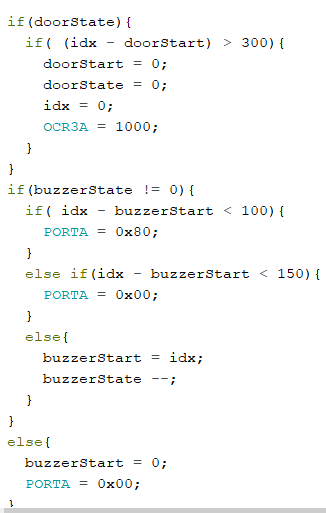 if(doorState){
if( (idx - doorStart) > 300){
doorStart = 0;
doorState = 0;
idx = 0;
OCR3A = 1000;
}
}
if(buzzerState != 0){
if( idx - buzzerStart < 100){
PORTA = 0x80;
}
else if(idx - buzzerStart < 150){
PORTA = 0x00;
}
else{
buzzerStart = idx;
buzzerState --;
}
}
else{
buzzerStart = 0;
PORTA = 0x00;
}